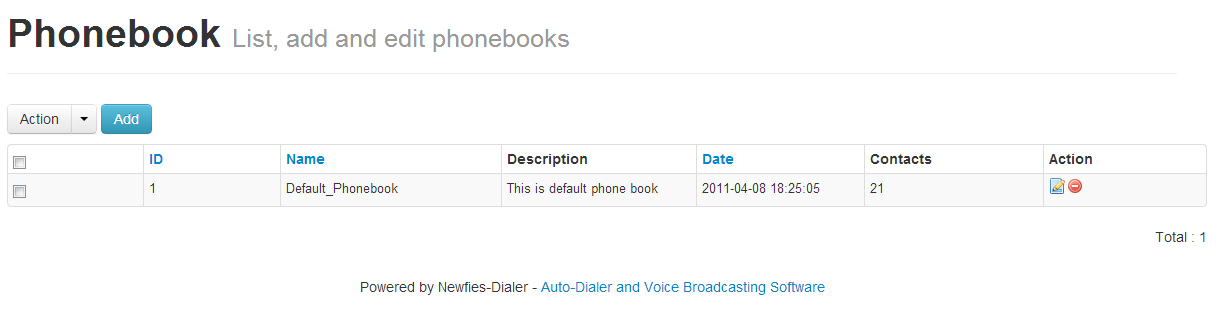 Phonebook List, add and edit phonebooks
Action Add
ID Name Description Date Contacts Action
1 Default_Phonebook This is default phone book 2011-04-08 18:25:05 21
Total : 1
Powered by Newfies-Dialer - Auto-Dialer and Voice Broadcasting Software